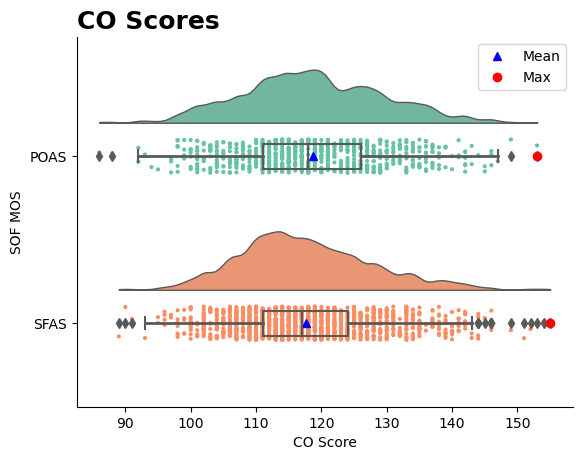 CO Scores
Mean
Max
POAS
SOF MOS
SFAS
90 100 110 120 130 140 150
CO Score